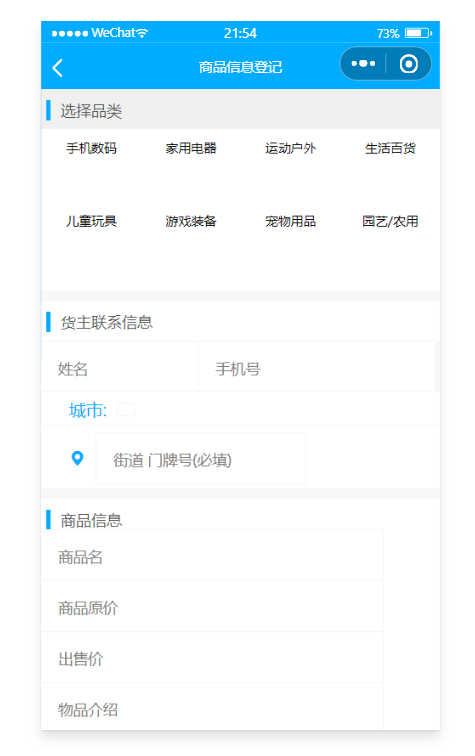 WeChat 21:54 73%
商品信息登记
选择品类
手机数码 家用电器 运动户外 生活百货
儿童玩具 游戏装备 宠物用品 园艺/农用
货主联系信息
姓名 手机号
城市:
街道 门牌号(必填)
商品信息
商品名
商品原价
出售价
物品介绍